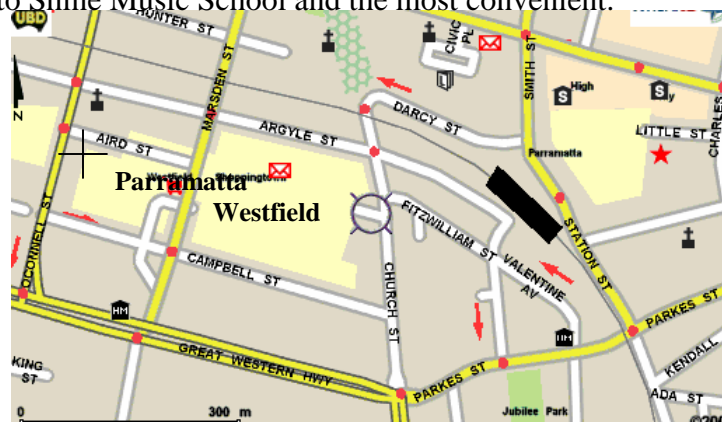 to Shine Music School and the most convenient.
UBD
HUNTER ST
CIVIC PL
SMITH ST
High
S
S
y
MARSDEN ST
DARCY ST
ARGYLE ST
LITTLE ST
CHARLES
N
AIRD ST
Parramatta
Westfield Shoppingtown
Parramatta
Westfield
FITZWILLIAM ST
VALENTINE AV
STATION ST
OCONNELL ST
CAMPBELL ST
CHURCH ST
HM
HM
PARKES ST
GREAT WESTERN HWY
PARKES ST
KENDALL
KING ST
ADA ST
Jubilee Park
0 300 m